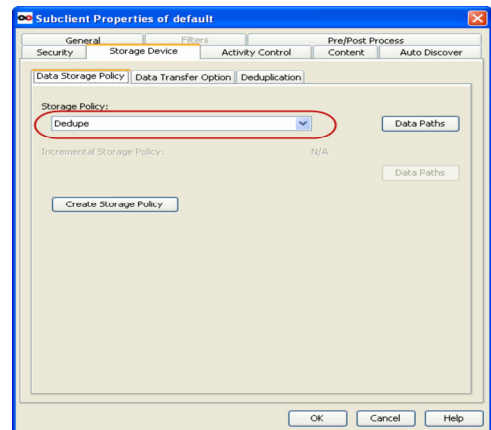 Subclient Properties of default
General Filters Pre/Post Process
Security Storage Device Activity Control Content Auto Discover
Data Storage Policy Data Transfer Option Deduplication
Storage Policy:
Dedupe Data Paths
Incremental Storage Policy: N/A
Data Paths
Create Storage Policy
OK Cancel Help